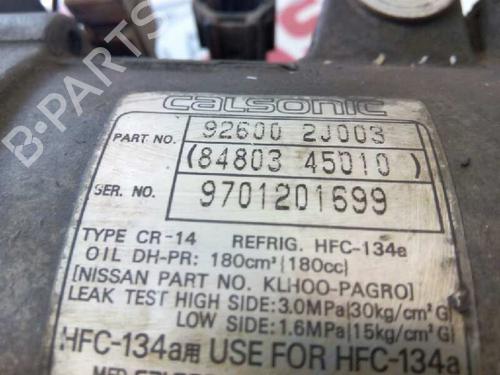 calsonic
PART NO. 92600 2J003
(84803 45010)
SER. NO. 9701201699
TYPE CR-14 REFRIG. HFC-134a
OIL DH-PR: 180cm³(180cc)
[NISSAN PART NO. KLH00-PAGR0]
LEAK TEST HIGH SIDE: 3.0MPa(30kg/cm²G)
LOW SIDE: 1.6MPa(15kg/cm²G)
HFC-134a用 USE FOR HFC-134a
B-PARTS